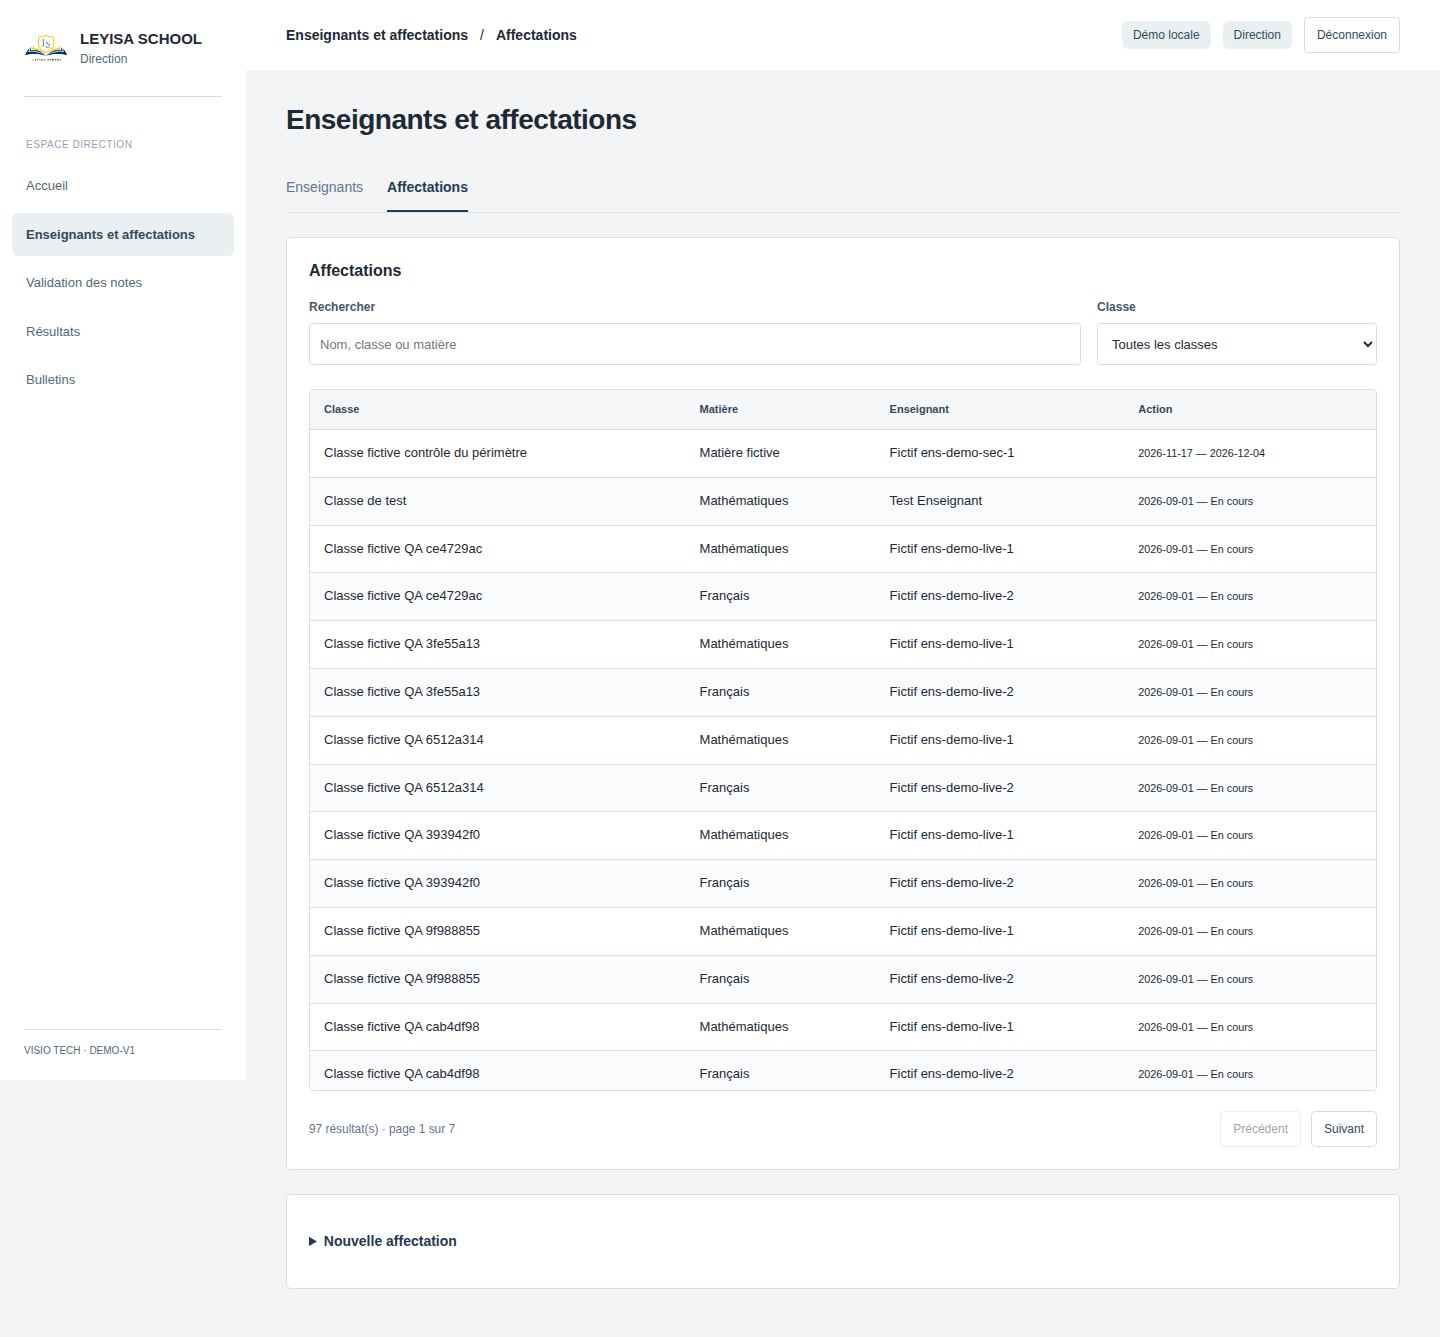 LEYISA SCHOOL
Direction
ESPACE DIRECTION
Accueil
Enseignants et affectations
Validation des notes
Résultats
Bulletins
VISIO TECH · DEMO-V1
Enseignants et affectations / Affectations
Démo locale
Direction
Déconnexion
Enseignants et affectations
Enseignants
Affectations
Affectations
Rechercher
Classe
Nom, classe ou matière
Toutes les classes
Classe Matière Enseignant Action
Classe fictive contrôle du périmètre Matière fictive Fictif ens-demo-sec-1 2026-11-17 — 2026-12-04
Classe de test Mathématiques Test Enseignant 2026-09-01 — En cours
Classe fictive QA ce4729ac Mathématiques Fictif ens-demo-live-1 2026-09-01 — En cours
Classe fictive QA ce4729ac Français Fictif ens-demo-live-2 2026-09-01 — En cours
Classe fictive QA 3fe55a13 Mathématiques Fictif ens-demo-live-1 2026-09-01 — En cours
Classe fictive QA 3fe55a13 Français Fictif ens-demo-live-2 2026-09-01 — En cours
Classe fictive QA 6512a314 Mathématiques Fictif ens-demo-live-1 2026-09-01 — En cours
Classe fictive QA 6512a314 Français Fictif ens-demo-live-2 2026-09-01 — En cours
Classe fictive QA 393942f0 Mathématiques Fictif ens-demo-live-1 2026-09-01 — En cours
Classe fictive QA 393942f0 Français Fictif ens-demo-live-2 2026-09-01 — En cours
Classe fictive QA 9f988855 Mathématiques Fictif ens-demo-live-1 2026-09-01 — En cours
Classe fictive QA 9f988855 Français Fictif ens-demo-live-2 2026-09-01 — En cours
Classe fictive QA cab4df98 Mathématiques Fictif ens-demo-live-1 2026-09-01 — En cours
Classe fictive QA cab4df98 Français Fictif ens-demo-live-2 2026-09-01 — En cours
97 résultat(s) · page 1 sur 7
Précédent
Suivant
Nouvelle affectation